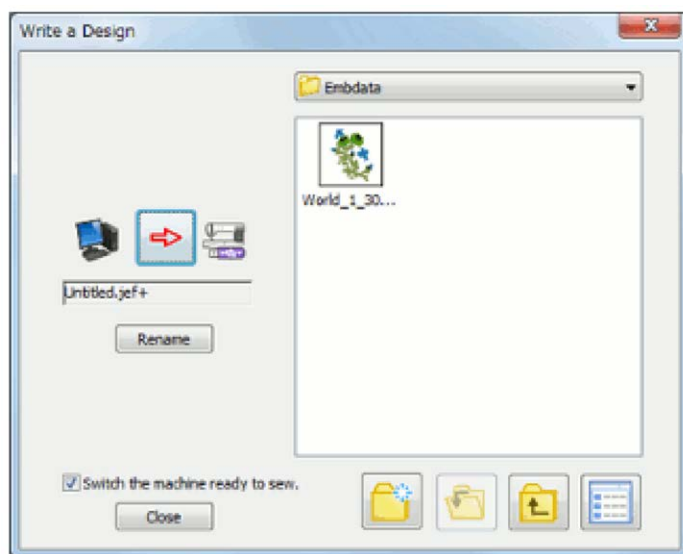 Write a Design
Embdata
World_1_30...
Untitled.jef+
Rename
Switch the machine ready to sew.
Close